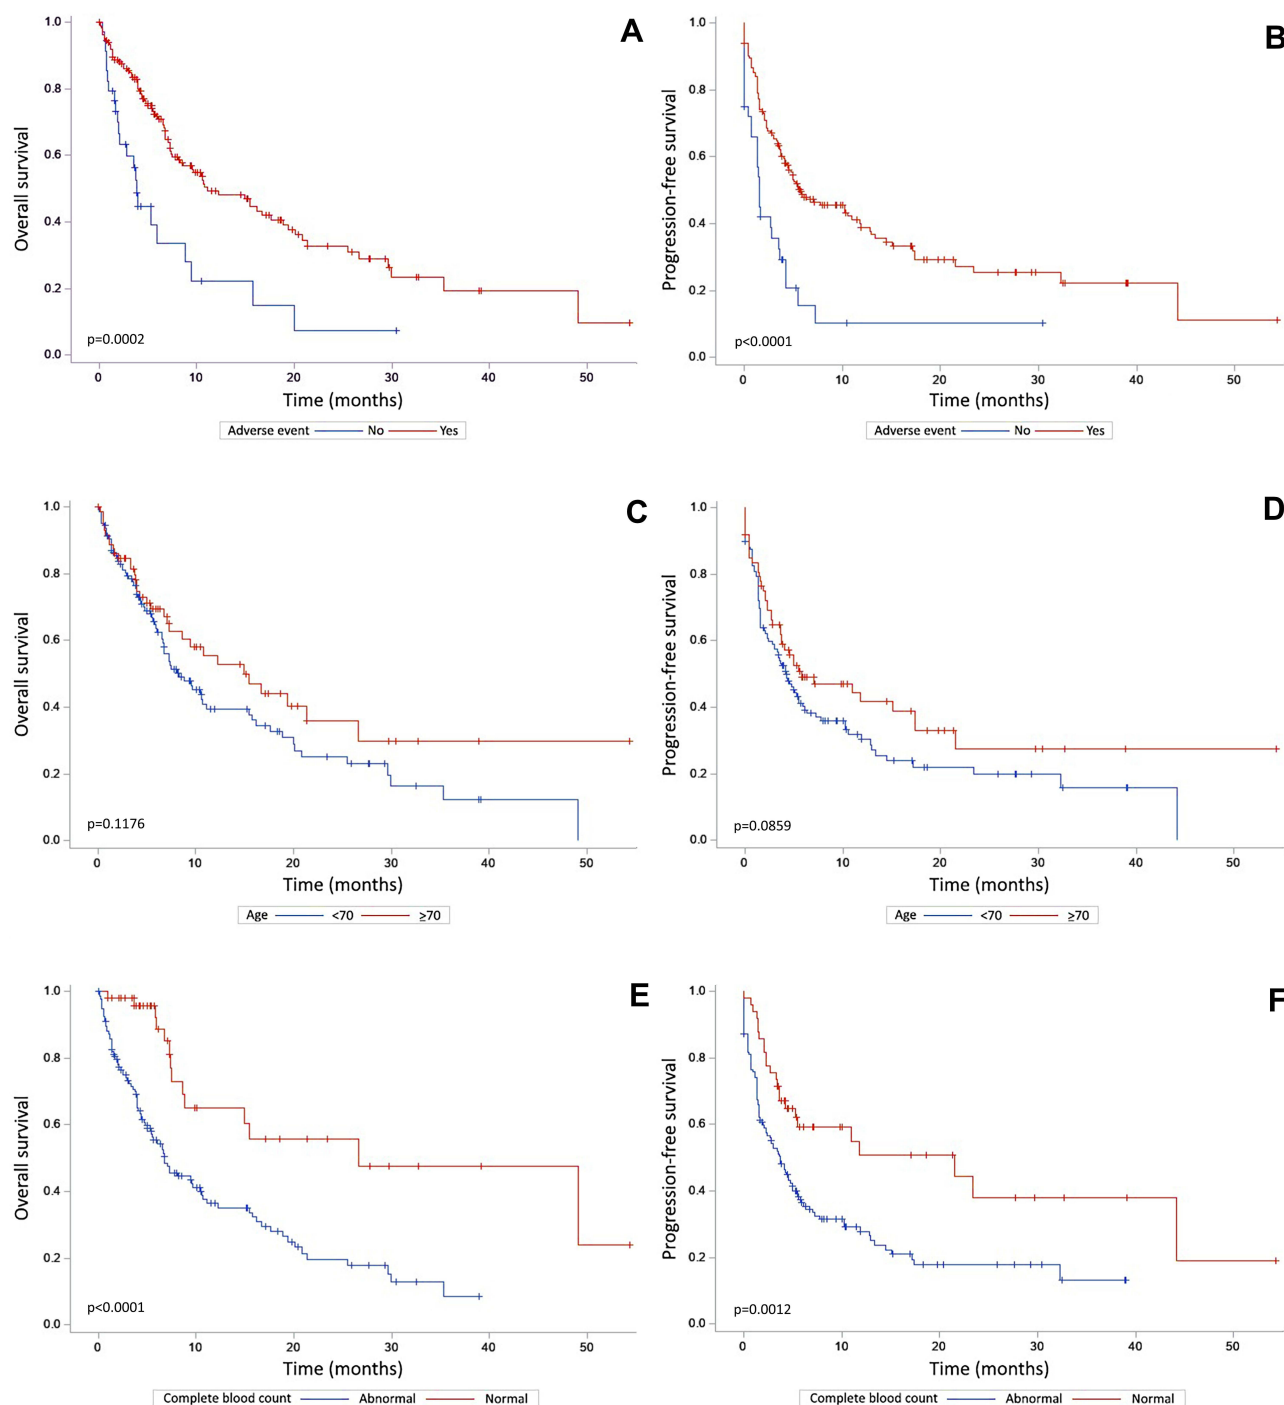 A
1.0
0.8
0.6
0.4
0.2
0.0
Overall survival
p=0.0002
0 10 20 30 40 50
Time (months)
Adverse event No Yes
B
1.0
0.8
0.6
0.4
0.2
0.0
Progression-free survival
p<0.0001
0 10 20 30 40 50
Time (months)
Adverse event No Yes
C
1.0
0.8
0.6
0.4
0.2
0.0
Overall survival
p=0.1176
0 10 20 30 40 50
Time (months)
Age <70 ≥70
D
1.0
0.8
0.6
0.4
0.2
0.0
Progression-free survival
p=0.0859
0 10 20 30 40 50
Time (months)
Age <70 ≥70
E
1.0
0.8
0.6
0.4
0.2
0.0
Overall survival
p<0.0001
0 10 20 30 40 50
Time (months)
Complete blood count Abnormal Normal
F
1.0
0.8
0.6
0.4
0.2
0.0
Progression-free survival
p=0.0012
0 10 20 30 40 50
Time (months)
Complete blood count Abnormal Normal